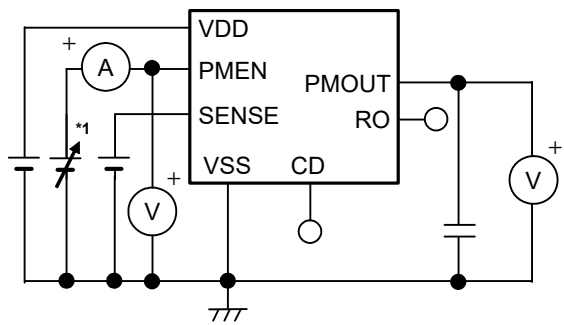 VDD
+
A
PMEN
PMOUT
*1
SENSE
RO
+
V
+
V
VSS
CD